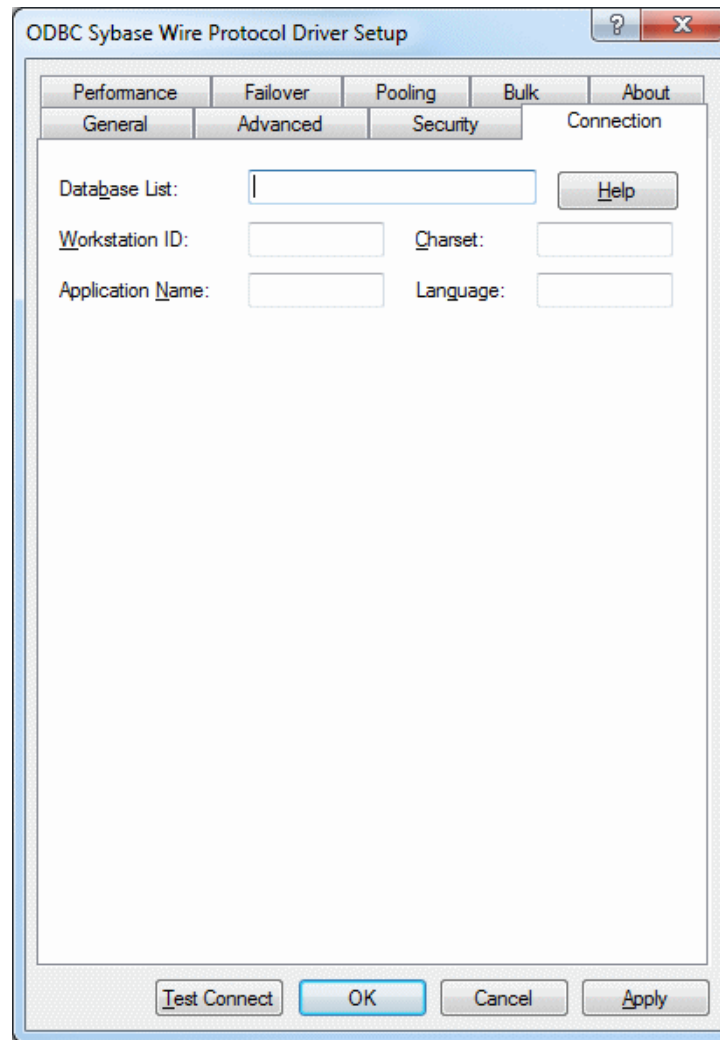 ODBC Sybase Wire Protocol Driver Setup
Performance Failover Pooling Bulk About
General Advanced Security Connection
Database List: Help
Workstation ID: Charset:
Application Name: Language:
Test Connect OK Cancel Apply